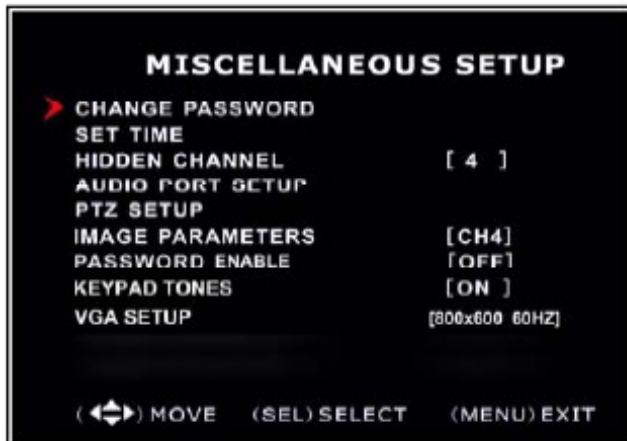 MISCELLANEOUS SETUP
CHANGE PASSWORD
SET TIME
HIDDEN CHANNEL [ 4 ]
AUDIO PORT SETUP
PTZ SETUP
IMAGE PARAMETERS [CH4]
PASSWORD ENABLE [OFF]
KEYPAD TONES [ON ]
VGA SETUP [800x600 60HZ]
(◀▲▼▶) MOVE (SEL) SELECT (MENU) EXIT